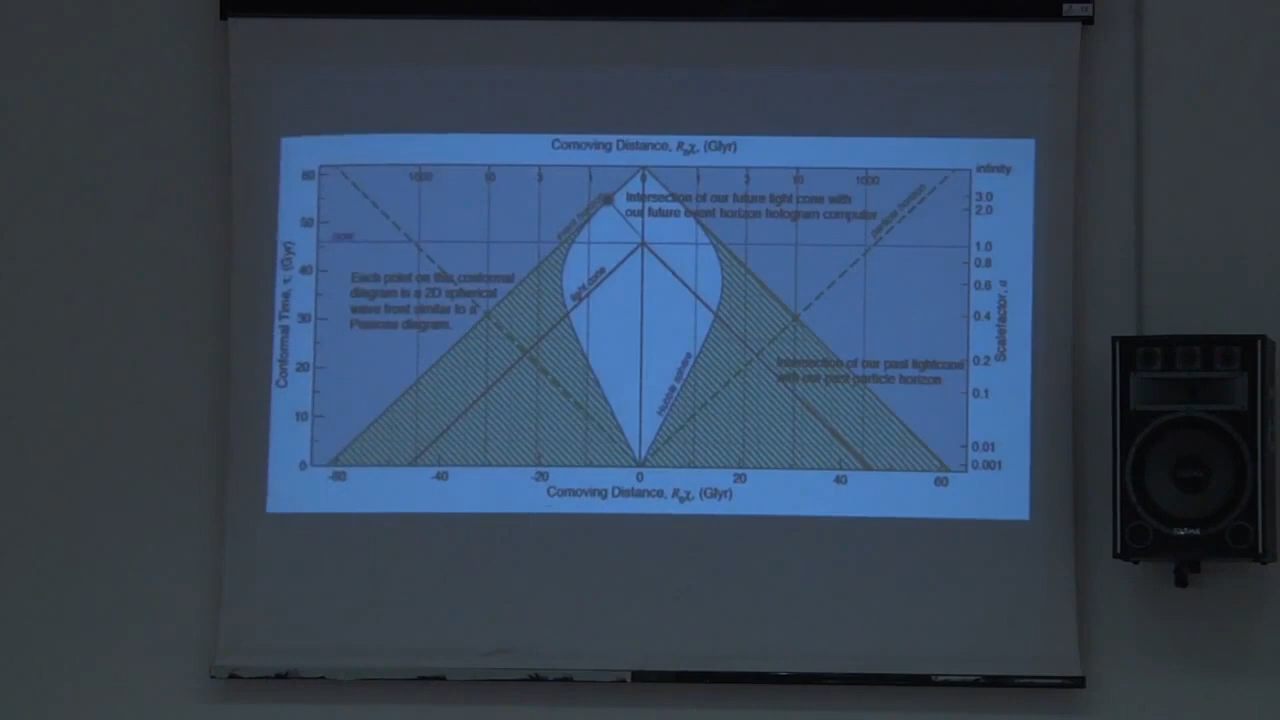 Comoving Distance, R₀χ, (Glyr)
1000 10 3 0 1 3 10 1000
infinity
60
50
40
30
20
10
0
Conformal Time, τ, (Gyr)
3.0
2.0
1.0
0.8
0.6
0.4
0.2
0.1
0.01
0.001
Scalefactor, a
Intersection of our future light cone with
our future event horizon hologram computer
particle horizon
now
Each point on this conformal
diagram is a 2D spherical
wave front similar to a
Penrose diagram.
light cone
Hubble sphere
Intersection of our past lightcone
with our past particle horizon
-60 -40 -20 0 20 40 60
Comoving Distance, R₀χ, (Glyr)